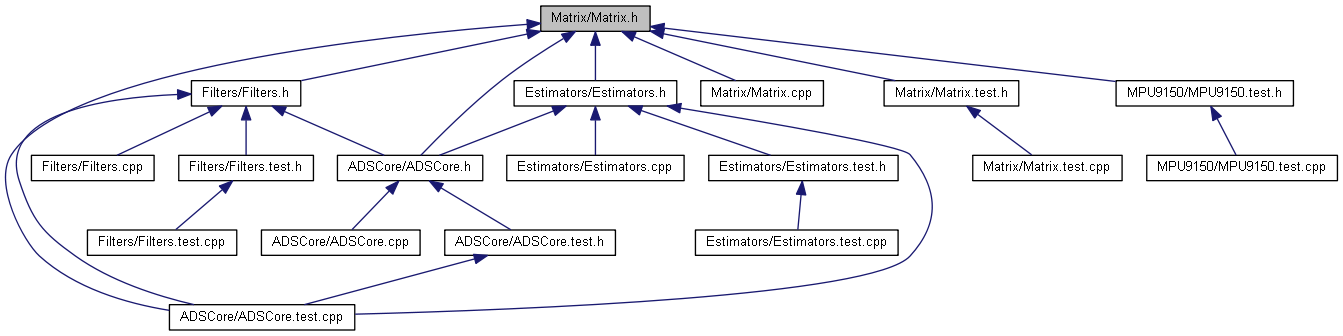 Matrix/Matrix.h
Filters/Filters.h
Estimators/Estimators.h
Matrix/Matrix.cpp
Matrix/Matrix.test.h
MPU9150/MPU9150.test.h
Filters/Filters.cpp
Filters/Filters.test.h
ADSCore/ADSCore.h
Estimators/Estimators.cpp
Estimators/Estimators.test.h
Matrix/Matrix.test.cpp
MPU9150/MPU9150.test.cpp
Filters/Filters.test.cpp
ADSCore/ADSCore.cpp
ADSCore/ADSCore.test.h
Estimators/Estimators.test.cpp
ADSCore/ADSCore.test.cpp